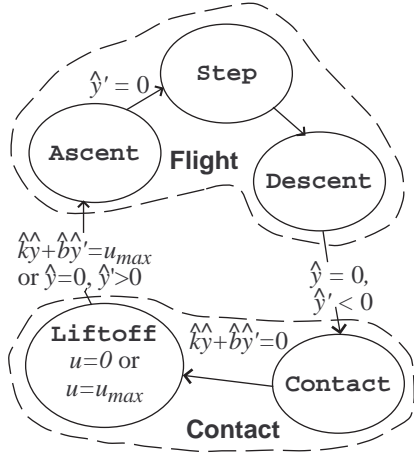 Step
ŷ' = 0
Ascent
Flight
Descent
k̂ŷ+b̂ŷ'=u_max
or ŷ=0, ŷ'>0
ŷ = 0,
ŷ' < 0
Liftoff
u=0 or
u=u_max
k̂ŷ+b̂ŷ'=0
Contact
Contact